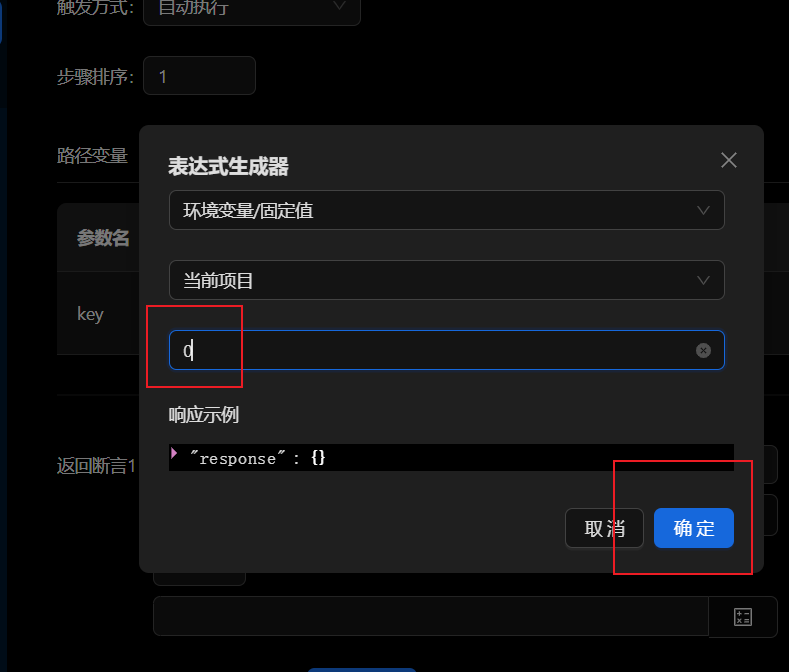 触发方式: 自动执行
步骤排序: 1
路径变量
表达式生成器
环境变量/固定值
参数名
当前项目
key
0
响应示例
"response" : {}
返回断言1
取消 确定